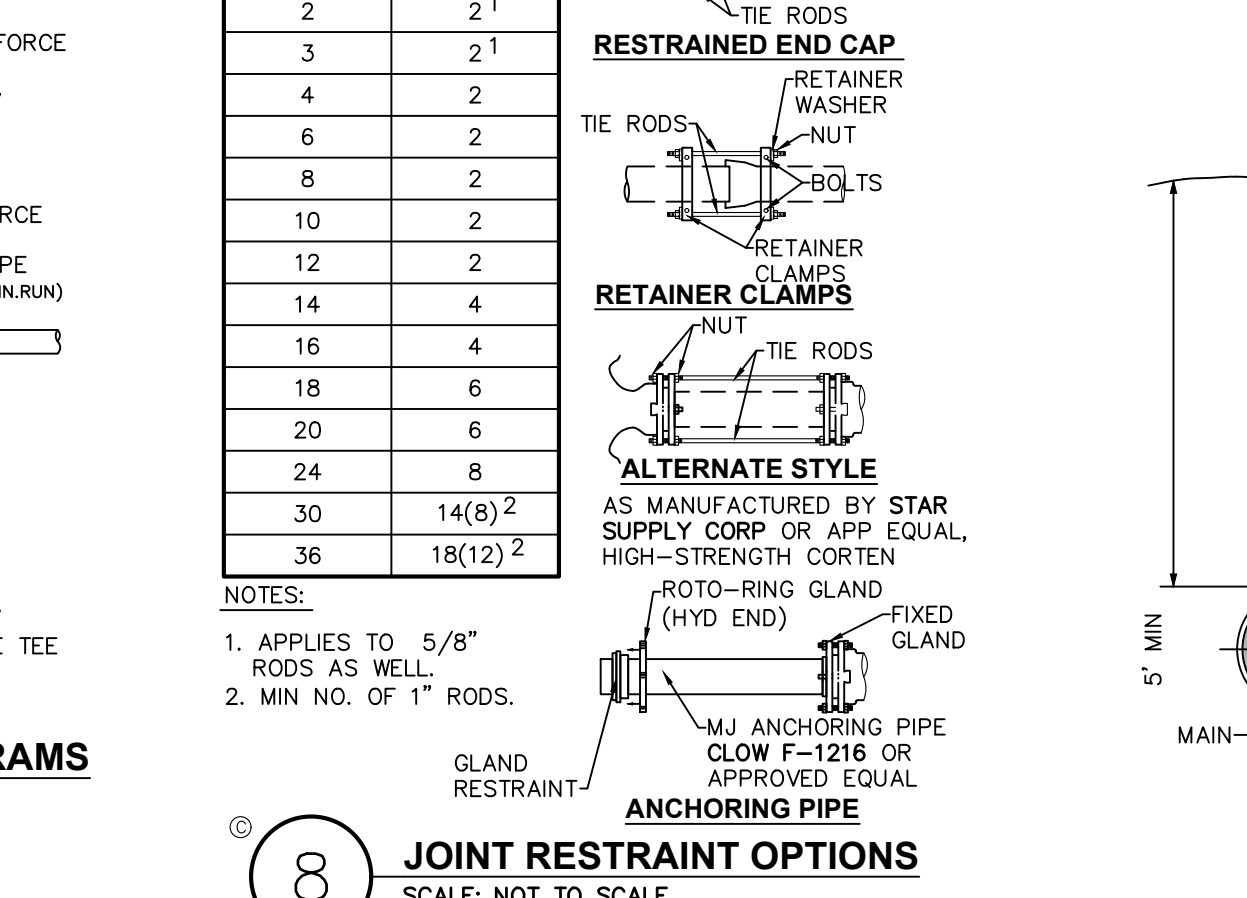 FORCE
RCE
PE
IN.RUN)
E TEE
RAMS
2 2 1
3 2 1
4 2
6 2
8 2
10 2
12 2
14 4
16 4
18 6
20 6
24 8
30 14(8) 2
36 18(12) 2
NOTES:
1. APPLIES TO 5/8"
RODS AS WELL.
2. MIN NO. OF 1" RODS.
TIE RODS
RESTRAINED END CAP
RETAINER
WASHER
TIE RODS
NUT
BOLTS
RETAINER
CLAMPS
RETAINER CLAMPS
NUT
TIE RODS
ALTERNATE STYLE
AS MANUFACTURED BY STAR
SUPPLY CORP OR APP EQUAL,
HIGH-STRENGTH CORTEN
ROTO-RING GLAND
(HYD END)
FIXED
GLAND
MJ ANCHORING PIPE
CLOW F-1216 OR
APPROVED EQUAL
GLAND
RESTRAINT
ANCHORING PIPE
©
8
JOINT RESTRAINT OPTIONS
SCALE: NOT TO SCALE
5' MIN
MAIN-